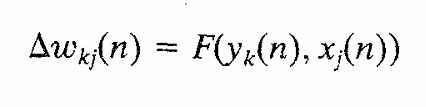 Δw_{kj}(n) = F(y_k(n), x_j(n))